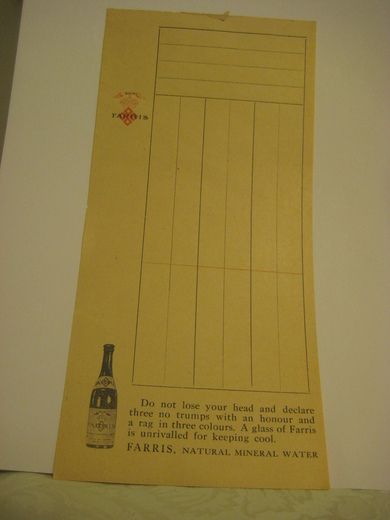 FARRIS
FARRIS
Do not lose your head and declare
three no trumps with an honour and
a rag in three colours. A glass of Farris
is unrivalled for keeping cool.
FARRIS, NATURAL MINERAL WATER